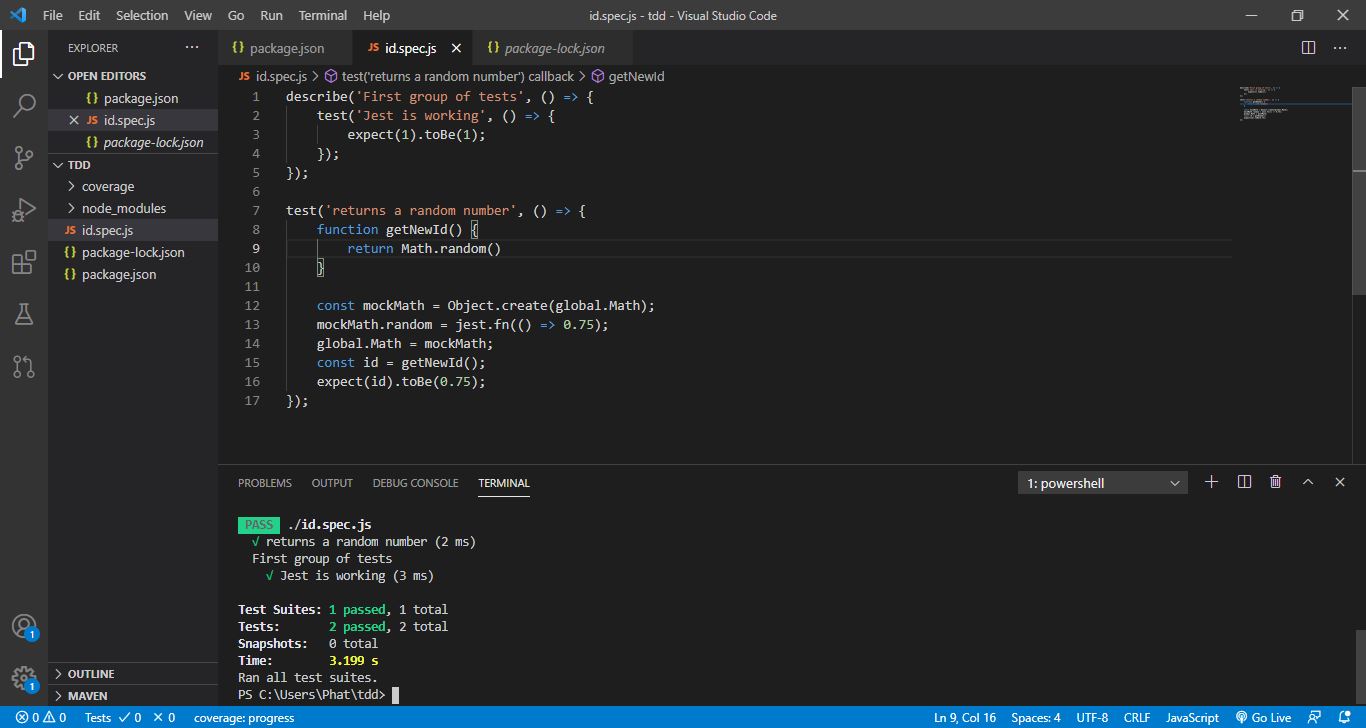 File Edit Selection View Go Run Terminal Help id.spec.js - tdd - Visual Studio Code
EXPLORER
{} package.json JS id.spec.js {} package-lock.json
OPEN EDITORS
{} package.json
JS id.spec.js
{} package-lock.json
TDD
coverage
node_modules
JS id.spec.js
{} package-lock.json
{} package.json
OUTLINE
MAVEN
1
1
JS id.spec.js > test('returns a random number') callback > getNewId
1 describe('First group of tests', () => {
2 test('Jest is working', () => {
3 expect(1).toBe(1);
4 });
5 });
6
7 test('returns a random number', () => {
8 function getNewId() {
9 return Math.random()
10 }
11
12 const mockMath = Object.create(global.Math);
13 mockMath.random = jest.fn(() => 0.75);
14 global.Math = mockMath;
15 const id = getNewId();
16 expect(id).toBe(0.75);
17 });
PROBLEMS OUTPUT DEBUG CONSOLE TERMINAL 1: powershell
PASS ./id.spec.js
√ returns a random number (2 ms)
First group of tests
√ Jest is working (3 ms)
Test Suites: 1 passed, 1 total
Tests: 2 passed, 2 total
Snapshots: 0 total
Time: 3.199 s
Ran all test suites.
PS C:\Users\Phat\tdd>
0 0 Tests ✓ 0 ✕ 0 coverage: progress Ln 9, Col 16 Spaces: 4 UTF-8 CRLF JavaScript Go Live